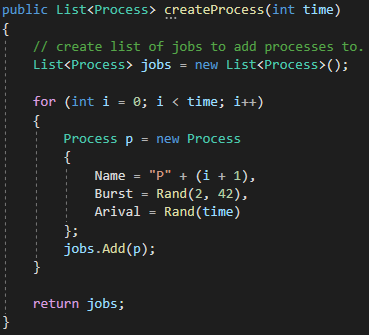 public List<Process> createProcess(int time)
{
// create list of jobs to add processes to.
List<Process> jobs = new List<Process>();
for (int i = 0; i < time; i++)
{
Process p = new Process
{
Name = "P" + (i + 1),
Burst = Rand(2, 42),
Arival = Rand(time)
};
jobs.Add(p);
}
return jobs;
}